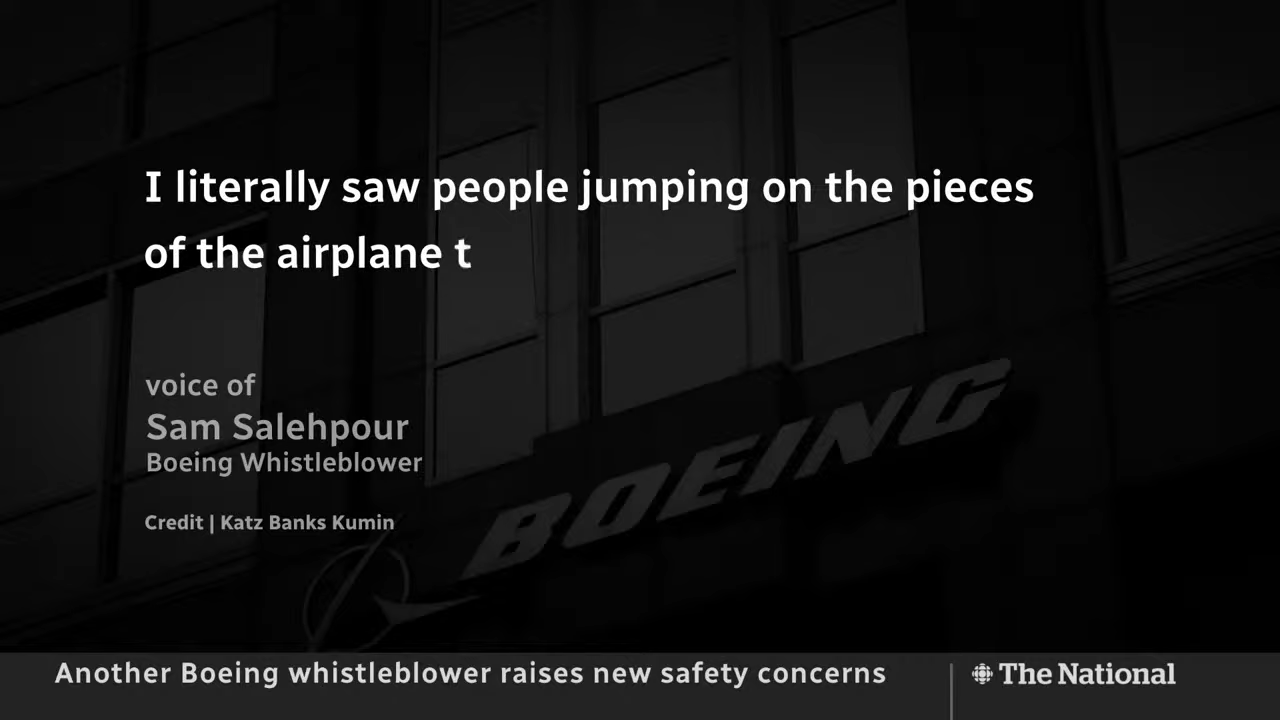 I literally saw people jumping on the pieces
of the airplane t
voice of
Sam Salehpour
Boeing Whistleblower
Credit | Katz Banks Kumin
BOEING
Another Boeing whistleblower raises new safety concerns
The National